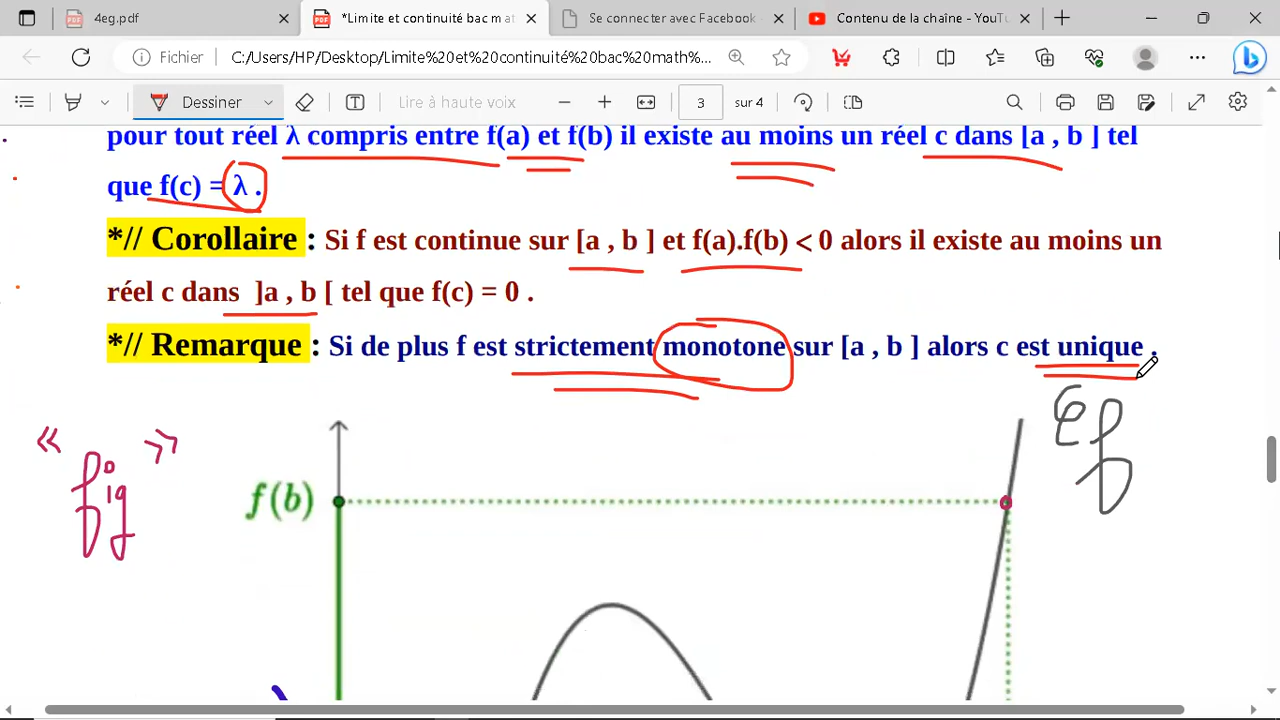 4eg.pdf
*Limite et continuité bac mat
Se connecter avec Facebook
Contenu de la chaîne - YouTu
Fichier
C:/Users/HP/Desktop/Limite%20et%20continuité%20bac%20math%...
Dessiner
Lire à haute voix
3
sur 4
pour tout réel λ compris entre f(a) et f(b) il existe au moins un réel c dans [a , b ] tel
que f(c) = λ .
*// Corollaire : Si f est continue sur [a , b ] et f(a).f(b) < 0 alors il existe au moins un
réel c dans ]a , b [ tel que f(c) = 0 .
*// Remarque : Si de plus f est strictement monotone sur [a , b ] alors c est unique .
« fig »
f(b)